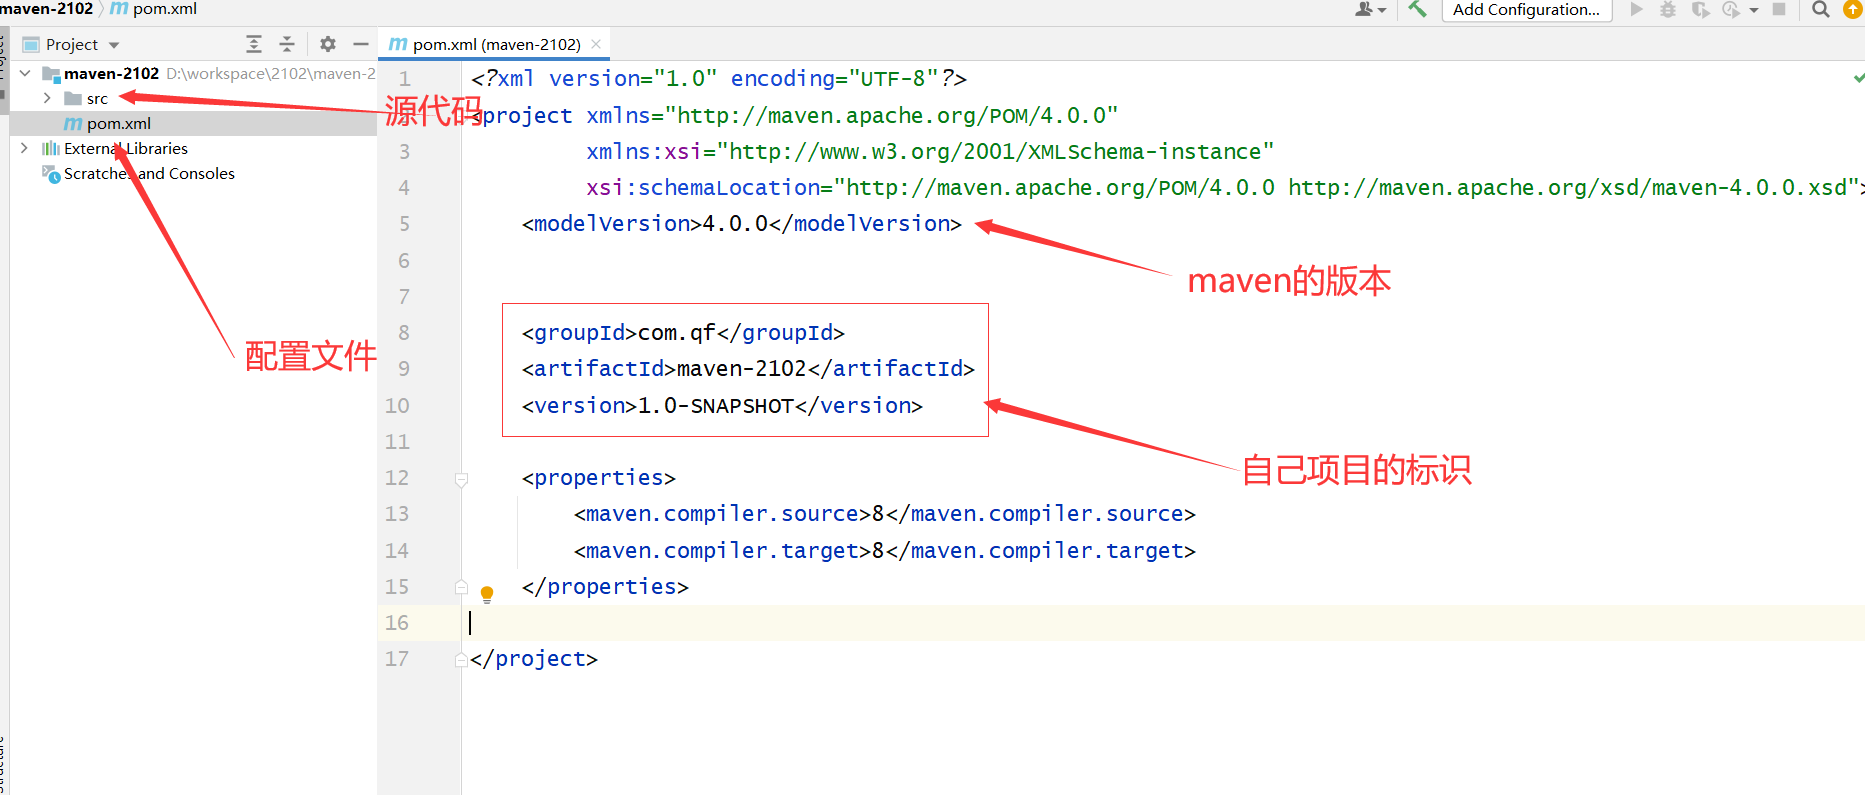 maven-2102 pom.xml
Add Configuration...
Project
pom.xml (maven-2102)
maven-2102 D:\workspace\2102\maven-2
src
pom.xml
External Libraries
Scratches and Consoles
源代码
配置文件
1 <?xml version="1.0" encoding="UTF-8"?>
project xmlns="http://maven.apache.org/POM/4.0.0"
3 xmlns:xsi="http://www.w3.org/2001/XMLSchema-instance"
4 xsi:schemaLocation="http://maven.apache.org/POM/4.0.0 http://maven.apache.org/xsd/maven-4.0.0.xsd">
5 <modelVersion>4.0.0</modelVersion>
6
maven的版本
7
8 <groupId>com.qf</groupId>
9 <artifactId>maven-2102</artifactId>
10 <version>1.0-SNAPSHOT</version>
11
自己项目的标识
12 <properties>
13 <maven.compiler.source>8</maven.compiler.source>
14 <maven.compiler.target>8</maven.compiler.target>
15 </properties>
16
17 </project>